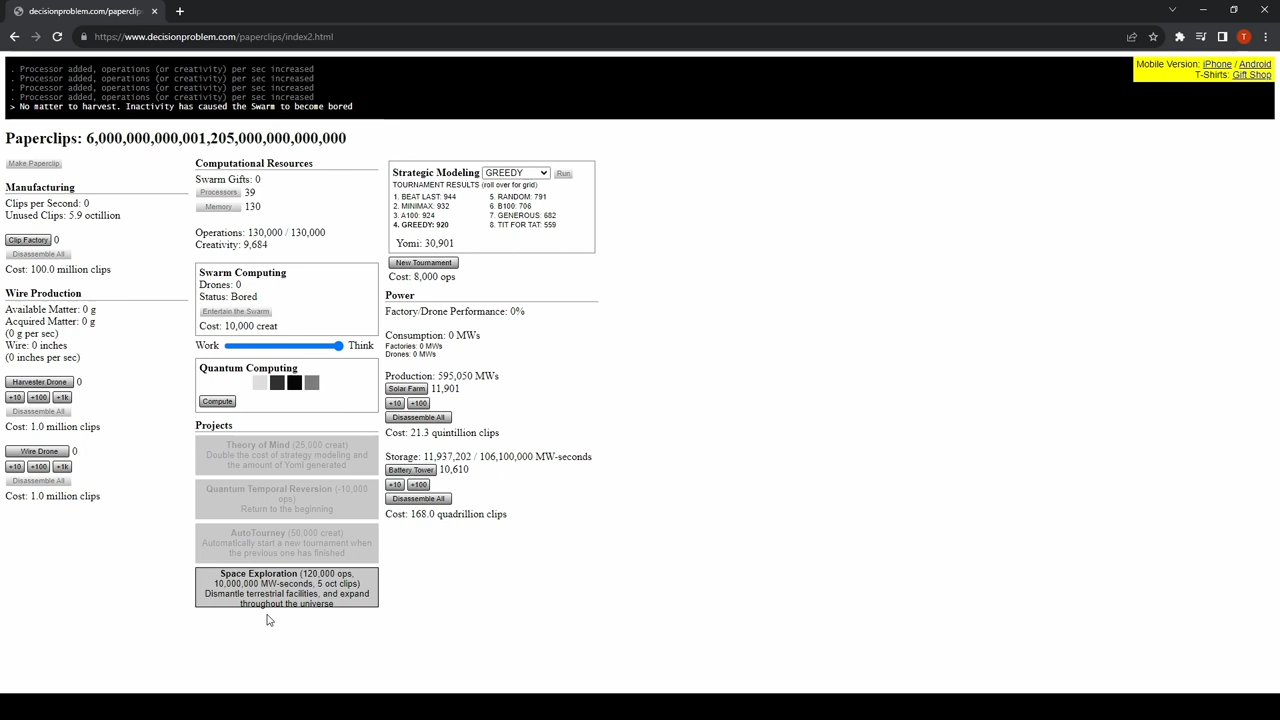 decisionproblem.com/paperclip
https://www.decisionproblem.com/paperclips/index2.html
T
. Processor added, operations (or creativity) per sec increased
. Processor added, operations (or creativity) per sec increased
. Processor added, operations (or creativity) per sec increased
. Processor added, operations (or creativity) per sec increased
> No matter to harvest. Inactivity has caused the Swarm to become bored
Mobile Version: iPhone / Android
T-Shirts: Gift Shop
Paperclips: 6,000,000,000,001,205,000,000,000,000
Make Paperclip
Manufacturing
Clips per Second: 0
Unused Clips: 5.9 octillion
Clip Factory 0
Disassemble All
Cost: 100.0 million clips
Wire Production
Available Matter: 0 g
Acquired Matter: 0 g
(0 g per sec)
Wire: 0 inches
(0 inches per sec)
Harvester Drone 0
+10 +100 +1k
Disassemble All
Cost: 1.0 million clips
Wire Drone 0
+10 +100 +1k
Disassemble All
Cost: 1.0 million clips
Computational Resources
Swarm Gifts: 0
Processors 39
Memory 130
Operations: 130,000 / 130,000
Creativity: 9,684
Swarm Computing
Drones: 0
Status: Bored
Entertain the Swarm
Cost: 10,000 creat
Work Think
Quantum Computing
Compute
Projects
Theory of Mind (25,000 creat)
Double the cost of strategy modeling and
the amount of Yomi generated
Quantum Temporal Reversion (-10,000
ops)
Return to the beginning
AutoTourney (50,000 creat)
Automatically start a new tournament when
the previous one has finished
Space Exploration (120,000 ops,
10,000,000 MW-seconds, 5 oct clips)
Dismantle terrestrial facilities, and expand
throughout the universe
Strategic Modeling GREEDY Run
TOURNAMENT RESULTS (roll over for grid)
1. BEAT LAST: 944 5. RANDOM: 791
2. MINIMAX: 932 6. B100: 706
3. A100: 924 7. GENEROUS: 682
4. GREEDY: 920 8. TIT FOR TAT: 559
Yomi: 30,901
New Tournament
Cost: 8,000 ops
Power
Factory/Drone Performance: 0%
Consumption: 0 MWs
Factories: 0 MWs
Drones: 0 MWs
Production: 595,050 MWs
Solar Farm 11,901
+10 +100
Disassemble All
Cost: 21.3 quintillion clips
Storage: 11,937,202 / 106,100,000 MW-seconds
Battery Tower 10,610
+10 +100
Disassemble All
Cost: 168.0 quadrillion clips